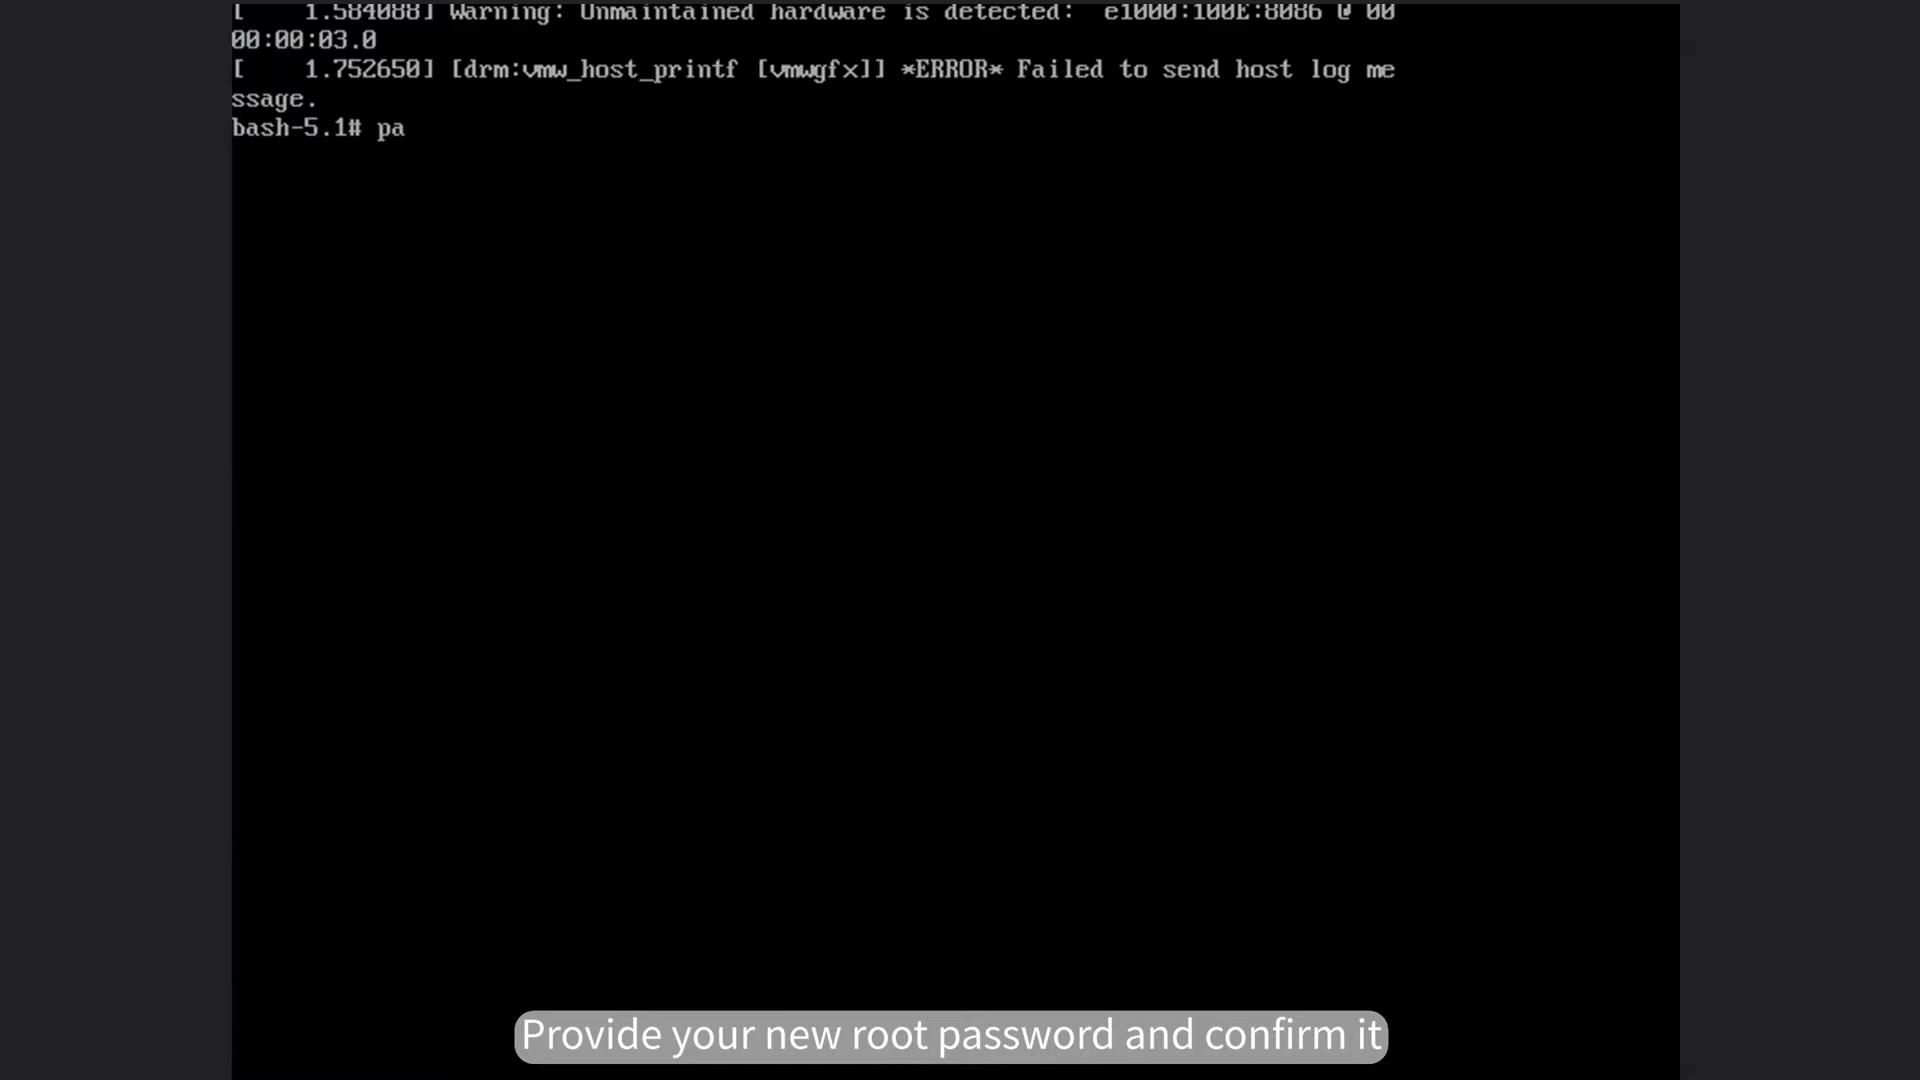 [    1.584088] Warning: Unmaintained hardware is detected:  e1000:100E:8086 @ 00
00:00:03.0
[    1.752650] [drm:vmw_host_printf [vmwgfx]] *ERROR* Failed to send host log me
ssage.
bash-5.1# pa
Provide your new root password and confirm it